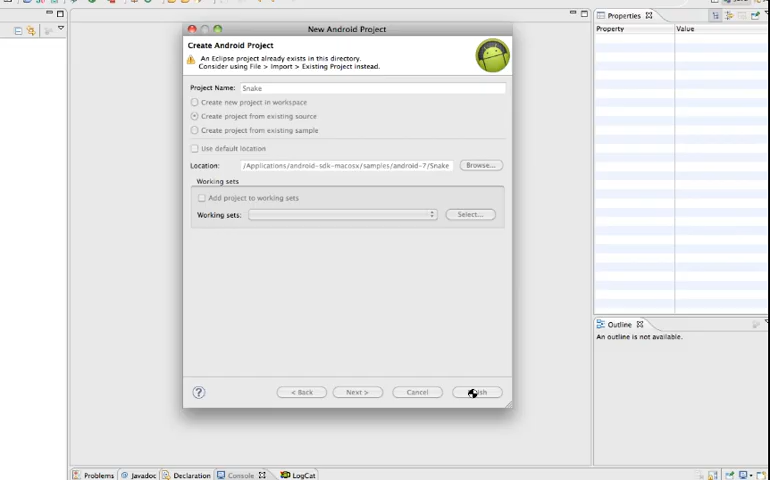 New Android Project
Properties
Property Value
Create Android Project
An Eclipse project already exists in this directory.
Consider using File > Import > Existing Project instead.
Project Name: Snake
Create new project in workspace
Create project from existing source
Create project from existing sample
Use default location
Location: /Applications/android-sdk-macosx/samples/android-7/Snake Browse...
Working sets
Add project to working sets
Working sets: Select...
Outline
An outline is not available.
? < Back Next > Cancel
Problems @ Javadoc Declaration Console LogCat